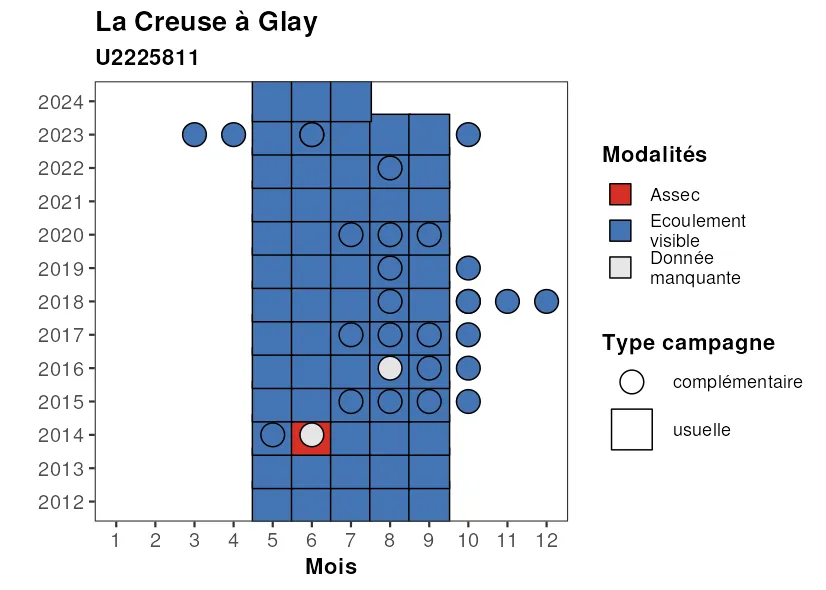 La Creuse à Glay
U2225811
2024
2023
2022
2021
2020
2019
2018
2017
2016
2015
2014
2013
2012
1 2 3 4 5 6 7 8 9 10 11 12
Mois
Modalités
Assec
Ecoulement
visible
Donnée
manquante
Type campagne
complémentaire
usuelle